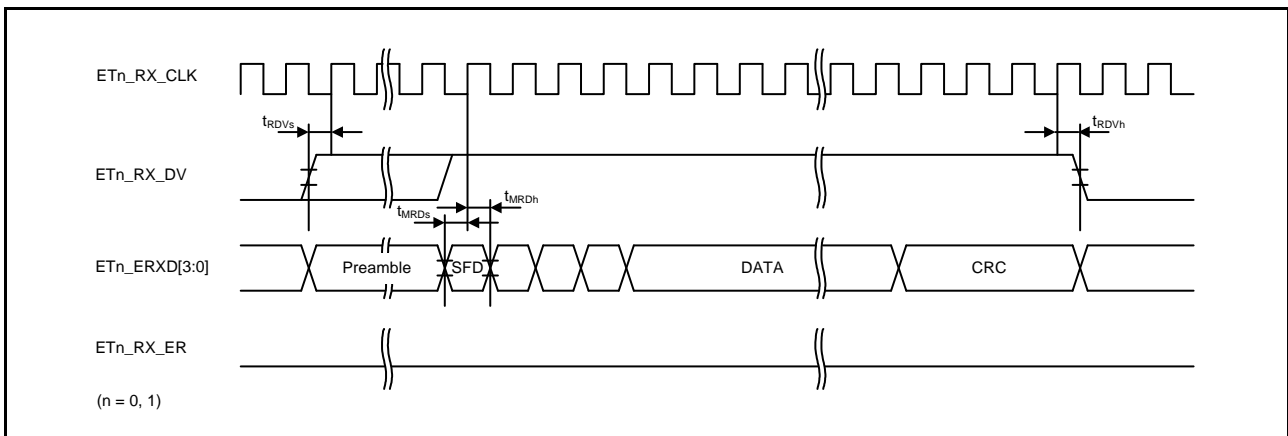 ETn_RX_CLK
tRDVs
tRDVh
ETn_RX_DV
tMRDs
tMRDh
ETn_ERXD[3:0]
Preamble
SFD
DATA
CRC
ETn_RX_ER
(n = 0, 1)